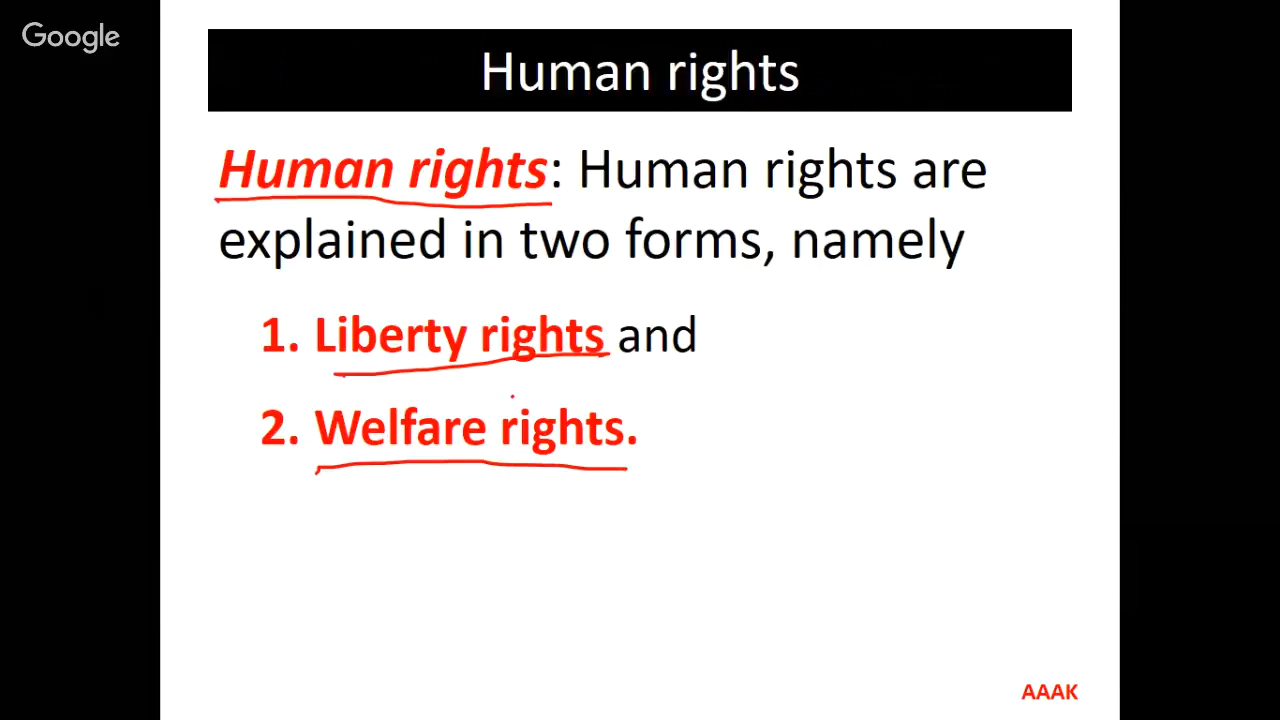 Google
Human rights
Human rights: Human rights are
explained in two forms, namely
1. Liberty rights and
2. Welfare rights.
AAAK